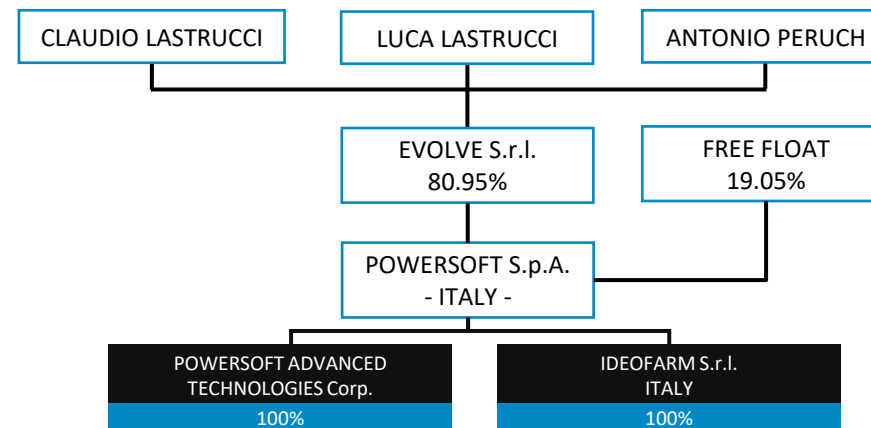 CLAUDIO LASTRUCCI
LUCA LASTRUCCI
ANTONIO PERUCH
EVOLVE S.r.l.
80.95%
FREE FLOAT
19.05%
POWERSOFT S.p.A.
- ITALY -
POWERSOFT ADVANCED
TECHNOLOGIES Corp.
100%
IDEOFARM S.r.l.
ITALY
100%